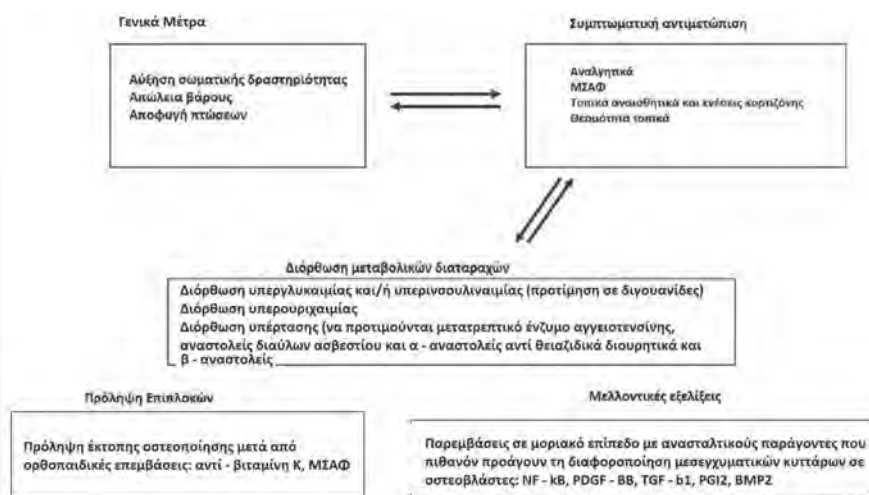 Γενικά Μέτρα
Αύξηση σωματικής δραστηριότητας
Απώλεια βάρους
Αποφυγή πτώσεων
Συμπτωματική αντιμετώπιση
Αναλγητικά
ΜΣΑΦ
Τοπικά αναισθητικά και ενέσεις κορτιζόνης
Θερμότητα τοπικά
Διόρθωση μεταβολικών διαταραχών
Διόρθωση υπεργλυκαιμίας και/ή υπερινσουλιναιμίας (προτίμηση σε διγουανίδες)
Διόρθωση υπερουριχαιμίας
Διόρθωση υπέρτασης (να προτιμούνται μετατρεπτικό ένζυμο αγγειοτενσίνης,
αναστολείς διαύλων ασβεστίου και α - αναστολείς αντί θειαζιδικά διουρητικά και
β - αναστολείς
Πρόληψη Επιπλοκών
Πρόληψη έκτοπης οστεοποίησης μετά από
ορθοπαιδικές επεμβάσεις: αντί - βιταμίνη Κ, ΜΣΑΦ
Μελλοντικές εξελίξεις
Παρεμβάσεις σε μοριακό επίπεδο με ανασταλτικούς παράγοντες που
πιθανόν προάγουν τη διαφοροποίηση μεσεγχυματικών κυττάρων σε
οστεοβλάστες: NF - kB, PDGF - BB, TGF - b1, PGI2, BMP2